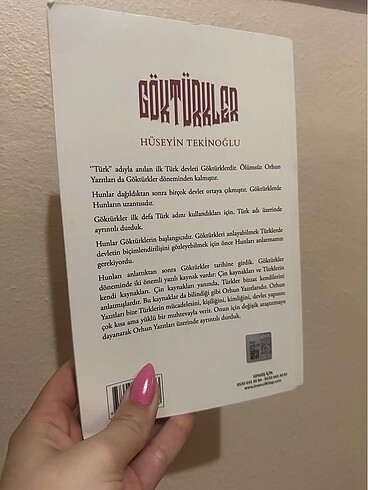 GÖKTÜRKLER
HÜSEYİN TEKİNOĞLU
"Türk" adıyla anılan ilk Türk devleti Göktürklerdir. Ölümsüz Orhun
Yazıtları da Göktürkler döneminden kalmıştır.
Hunlar dağıldıktan sonra birçok devlet ortaya çıkmıştır. Göktürklerde
Hunların uzantısıdır.
Göktürkler ilk defa Türk adını kullandıkları için, Türk adı üzerinde
ayrıntılı durduk.
Hunlar Göktürklerin başlangıcıdır. Göktürkleri anlayabilmek Türklerde
devletin biçimlendirilişini gözleyebilmek için önce Hunları anlatmamız
gerekiyordu.
Hunları anlattıktan sonra Göktürkler tarihine girdik. Göktürkler
döneminde iki önemli yazılı kaynak vardır: Çin kaynakları ve Türklerin
kendi kaynakları. Çin kaynakları yanında, Türkler bizzat kendilerini
anlatmışlardır. Bu kaynaklar da bilindiği gibi Orhun Yazıtlarıdır. Orhun
Yazıtları bize Türklerin mücadelesini, kişiliğini, kimliğini, devlet yapısını
çok kısa ama yüklü bir muhtevayla verir. Onun için değişik araştırmaya
dayanarak Orhun Yazıtları üzerinde ayrıntılı durduk.
SİPARİŞ İÇİN